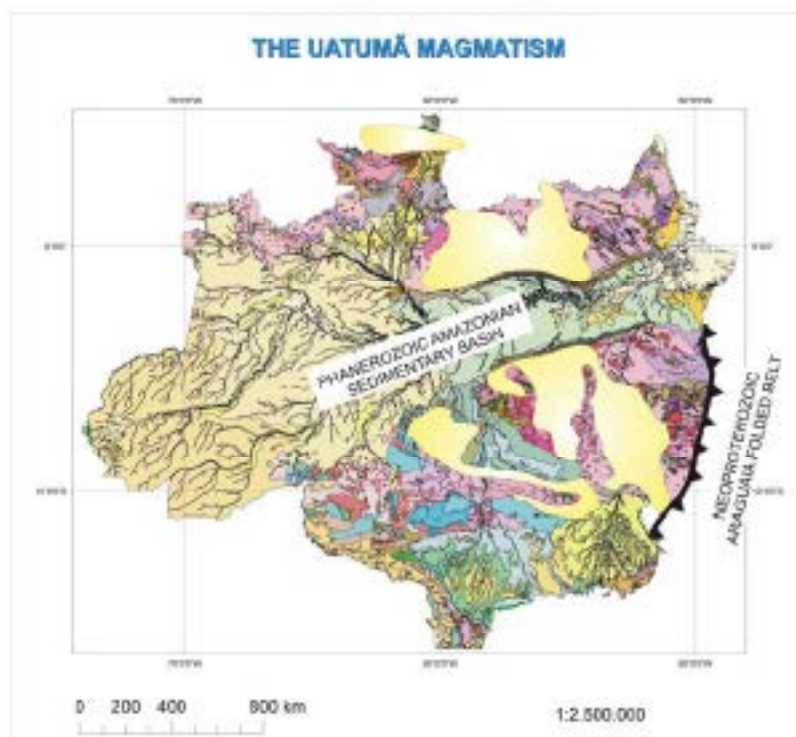 THE UATUMÃ MAGMATISM
PHANEROZOIC AMAZONIAN
SEDIMENTARY BASIN
NEOPROTEROZOIC
ARAGUAIA FOLDED BELT
0 200 400 800 km
1:2.500.000